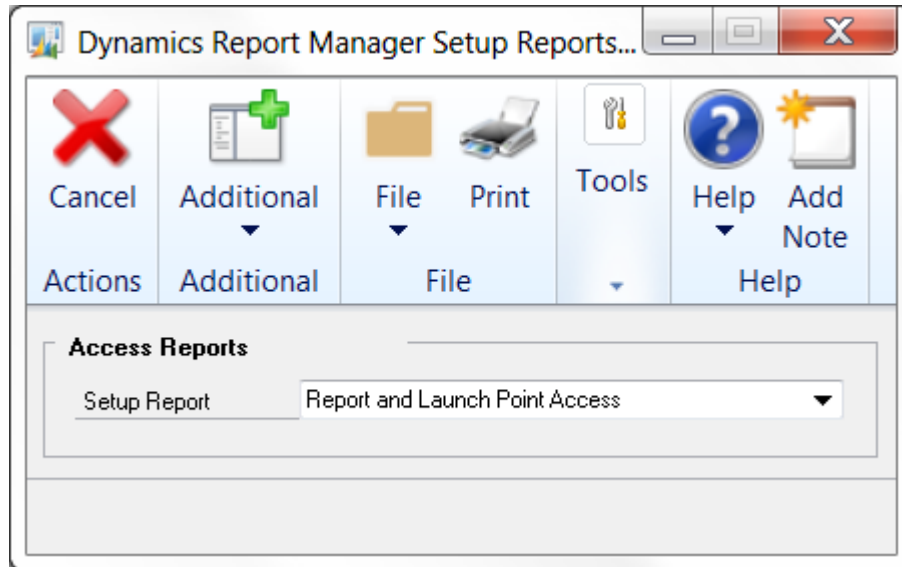 Dynamics Report Manager Setup Reports...
Cancel
Additional
File
Print
Tools
Help
Add
Note
Actions
Additional
File
Help
Access Reports
Setup Report
Report and Launch Point Access